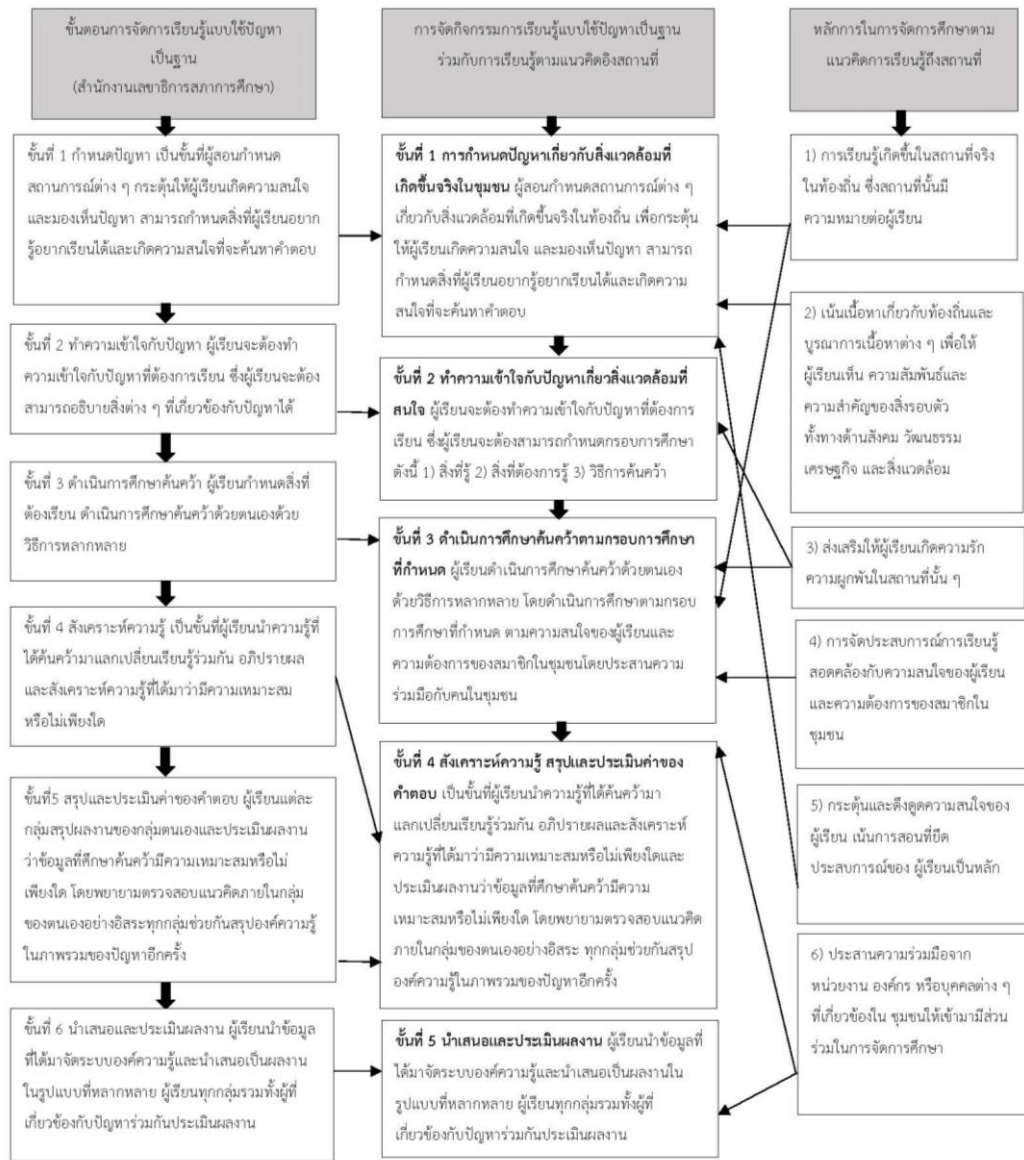 ขั้นตอนการจัดการเรียนรู้แบบใช้ปัญหา
เป็นฐาน
(สำนักงานเลขาธิการสภาการศึกษา)
ขั้นที่ 1 กำหนดปัญหา เป็นขั้นที่ผู้สอนกำหนด
สถานการณ์ต่าง ๆ กระตุ้นให้ผู้เรียนเกิดความสนใจ
และมองเห็นปัญหา สามารถกำหนดสิ่งที่ผู้เรียนอยาก
รู้อยากเรียนได้และเกิดความสนใจที่จะค้นหาคำตอบ
ขั้นที่ 2 ทำความเข้าใจกับปัญหา ผู้เรียนจะต้องทำ
ความเข้าใจกับปัญหาที่ต้องการเรียน ซึ่งผู้เรียนจะต้อง
สามารถอธิบายสิ่งต่าง ๆ ที่เกี่ยวข้องกับปัญหาได้
ขั้นที่ 3 ดำเนินการศึกษาค้นคว้า ผู้เรียนกำหนดสิ่งที่
ต้องเรียน ดำเนินการศึกษาค้นคว้าด้วยตนเองด้วย
วิธีการหลากหลาย
ขั้นที่ 4 สังเคราะห์ความรู้ เป็นขั้นที่ผู้เรียนนำความรู้ที่
ได้ค้นคว้ามาแลกเปลี่ยนเรียนรู้ร่วมกัน อภิปรายผล
และสังเคราะห์ความรู้ที่ได้มาว่ามีความเหมาะสม
หรือไม่เพียงใด
ขั้นที่5 สรุปและประเมินค่าของคำตอบ ผู้เรียนแต่ละ
กลุ่มสรุปผลงานของกลุ่มตนเองและประเมินผลงาน
ว่าข้อมูลที่ศึกษาค้นคว้ามีความเหมาะสมหรือไม่
เพียงใด โดยพยายามตรวจสอบแนวคิดภายในกลุ่ม
ของตนเองอย่างอิสระทุกกลุ่มช่วยกันสรุปองค์ความรู้
ในภาพรวมของปัญหาอีกครั้ง
ขั้นที่ 6 นำเสนอและประเมินผลงาน ผู้เรียนนำข้อมูล
ที่ได้มาจัดระบบองค์ความรู้และนำเสนอเป็นผลงาน
ในรูปแบบที่หลากหลาย ผู้เรียนทุกกลุ่มรวมทั้งผู้ที่
เกี่ยวข้องกับปัญหาร่วมกันประเมินผลงาน
การจัดกิจกรรมการเรียนรู้แบบใช้ปัญหาเป็นฐาน
ร่วมกับการเรียนรู้ตามแนวคิดอิงสถานที่
ขั้นที่ 1 การกำหนดปัญหาเกี่ยวกับสิ่งแวดล้อมที่
เกิดขึ้นจริงในชุมชน ผู้สอนกำหนดสถานการณ์ต่าง ๆ
เกี่ยวกับสิ่งแวดล้อมที่เกิดขึ้นจริงในท้องถิ่น เพื่อกระตุ้น
ให้ผู้เรียนเกิดความสนใจ และมองเห็นปัญหา สามารถ
กำหนดสิ่งที่ผู้เรียนอยากรู้อยากเรียนได้และเกิดความ
สนใจที่จะค้นหาคำตอบ
ขั้นที่ 2 ทำความเข้าใจกับปัญหาเกี่ยวสิ่งแวดล้อมที่
สนใจ ผู้เรียนจะต้องทำความเข้าใจกับปัญหาที่ต้องการ
เรียน ซึ่งผู้เรียนจะต้องสามารถกำหนดกรอบการศึกษา
ดังนี้ 1) สิ่งที่รู้ 2) สิ่งที่ต้องการรู้ 3) วิธีการค้นคว้า
ขั้นที่ 3 ดำเนินการศึกษาค้นคว้าตามกรอบการศึกษา
ที่กำหนด ผู้เรียนดำเนินการศึกษาค้นคว้าด้วยตนเอง
ด้วยวิธีการหลากหลาย โดยดำเนินการศึกษาตามกรอบ
การศึกษาที่กำหนด ตามความสนใจของผู้เรียนและ
ความต้องการของสมาชิกในชุมชนโดยประสานความ
ร่วมมือกับคนในชุมชน
ขั้นที่ 4 สังเคราะห์ความรู้ สรุปและประเมินค่าของ
คำตอบ เป็นขั้นที่ผู้เรียนนำความรู้ที่ได้ค้นคว้ามา
แลกเปลี่ยนเรียนรู้ร่วมกัน อภิปรายผลและสังเคราะห์
ความรู้ที่ได้มาว่ามีความเหมาะสมหรือไม่เพียงใดและ
ประเมินผลงานว่าข้อมูลที่ศึกษาค้นคว้ามีความ
เหมาะสมหรือไม่เพียงใด โดยพยายามตรวจสอบแนวคิด
ภายในกลุ่มของตนเองอย่างอิสระ ทุกกลุ่มช่วยกันสรุป
องค์ความรู้ในภาพรวมของปัญหาอีกครั้ง
ขั้นที่ 5 นำเสนอและประเมินผลงาน ผู้เรียนนำข้อมูลที่
ได้มาจัดระบบองค์ความรู้และนำเสนอเป็นผลงานใน
รูปแบบที่หลากหลาย ผู้เรียนทุกกลุ่มรวมทั้งผู้ที่
เกี่ยวข้องกับปัญหาร่วมกันประเมินผลงาน
หลักการในการจัดการศึกษาตาม
แนวคิดการเรียนรู้ถึงสถานที่
1) การเรียนรู้เกิดขึ้นในสถานที่จริง
ในท้องถิ่น ซึ่งสถานที่นั้นมี
ความหมายต่อผู้เรียน
2) เน้นเนื้อหาเกี่ยวกับท้องถิ่นและ
บูรณาการเนื้อหาต่าง ๆ เพื่อให้
ผู้เรียนเห็น ความสัมพันธ์และ
ความสำคัญของสิ่งรอบตัว
ทั้งทางด้านสังคม วัฒนธรรม
เศรษฐกิจ และสิ่งแวดล้อม
3) ส่งเสริมให้ผู้เรียนเกิดความรัก
ความผูกพันในสถานที่นั้น ๆ
4) การจัดประสบการณ์การเรียนรู้
สอดคล้องกับความสนใจของผู้เรียน
และความต้องการของสมาชิกใน
ชุมชน
5) กระตุ้นและดึงดูดความสนใจของ
ผู้เรียน เน้นการสอนที่ยึด
ประสบการณ์ของ ผู้เรียนเป็นหลัก
6) ประสานความร่วมมือจาก
หน่วยงาน องค์กร หรือบุคคลต่าง ๆ
ที่เกี่ยวข้องใน ชุมชนให้เข้ามามีส่วน
ร่วมในการจัดการศึกษา